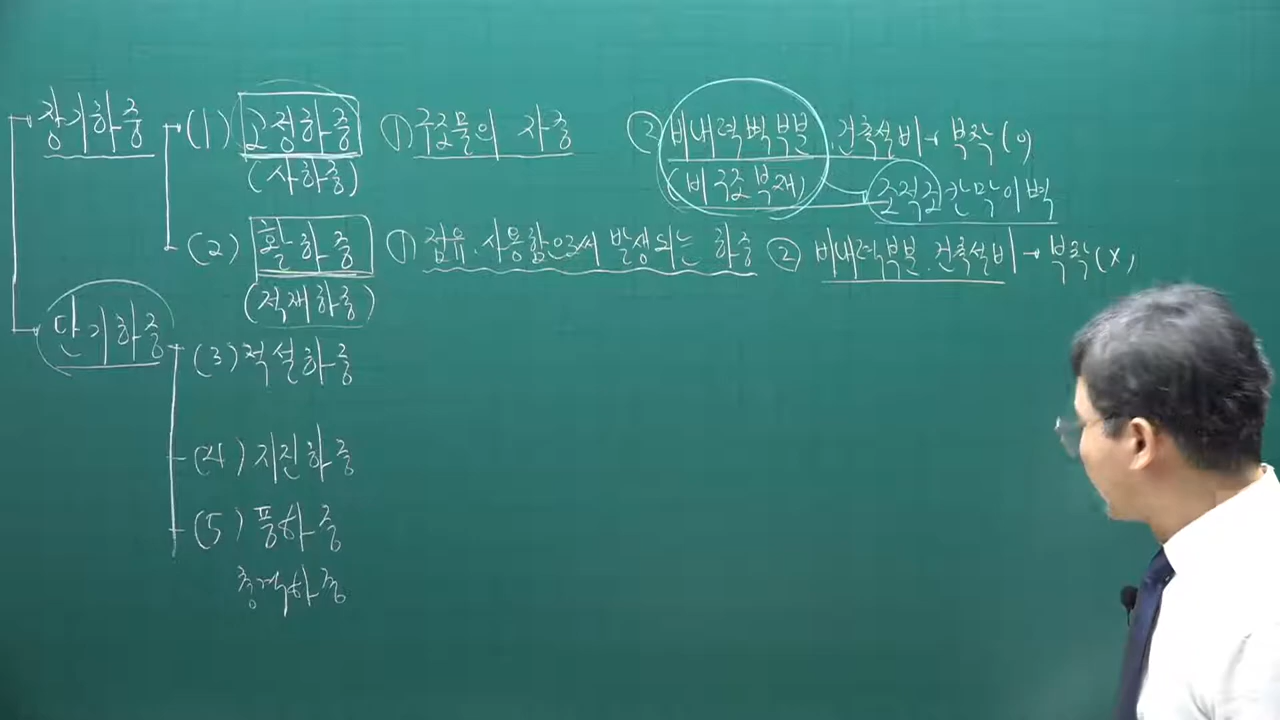 장기하중 (1) 고정하중 ① 구조물의 자중 ② 비내력벽 부분, 건축설비→ 부착(O)
(사하중) (비구조 부재) 조적조칸막이벽
(2) 활하중 ① 점유·사용함으로써 발생되는 하중 ② 비내력부분·건축설비→ 부착(X)
(적재하중)
단기하중 (3) 적설하중
(4) 지진하중
(5) 풍하중
충격하중